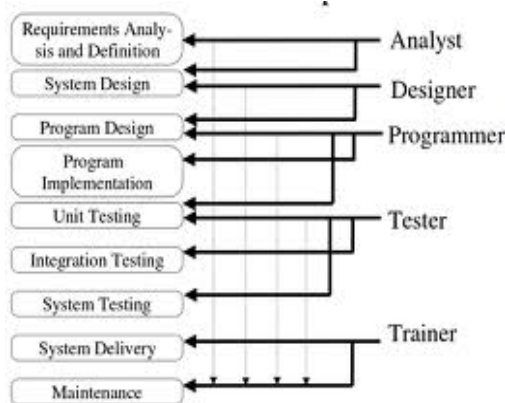 Requirements Analy-
sis and Definition
Analyst
System Design
Designer
Program Design
Programmer
Program
Implementation
Unit Testing
Tester
Integration Testing
System Testing
Trainer
System Delivery
Maintenance